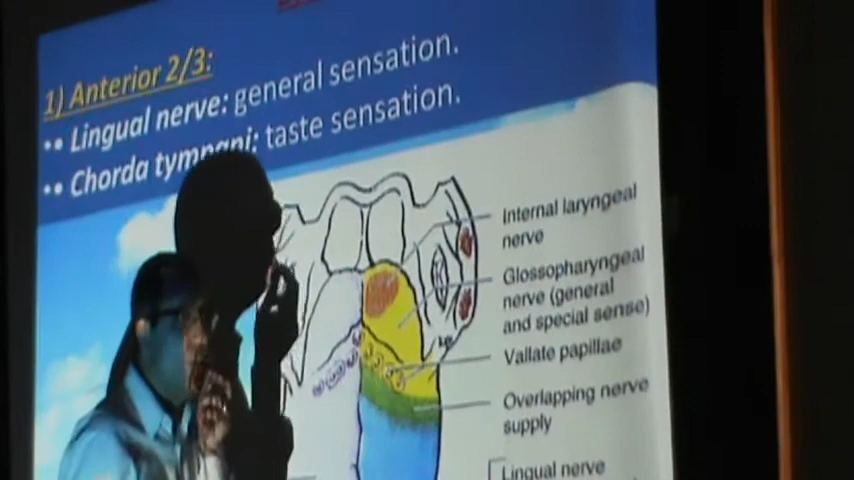 1) Anterior 2/3:
•• Lingual nerve: general sensation.
•• Chorda tympani: taste sensation.
Internal laryngeal
nerve
Glossopharyngeal
nerve (general
and special sense)
Vallate papillae
Overlapping nerve
supply
Lingual nerve